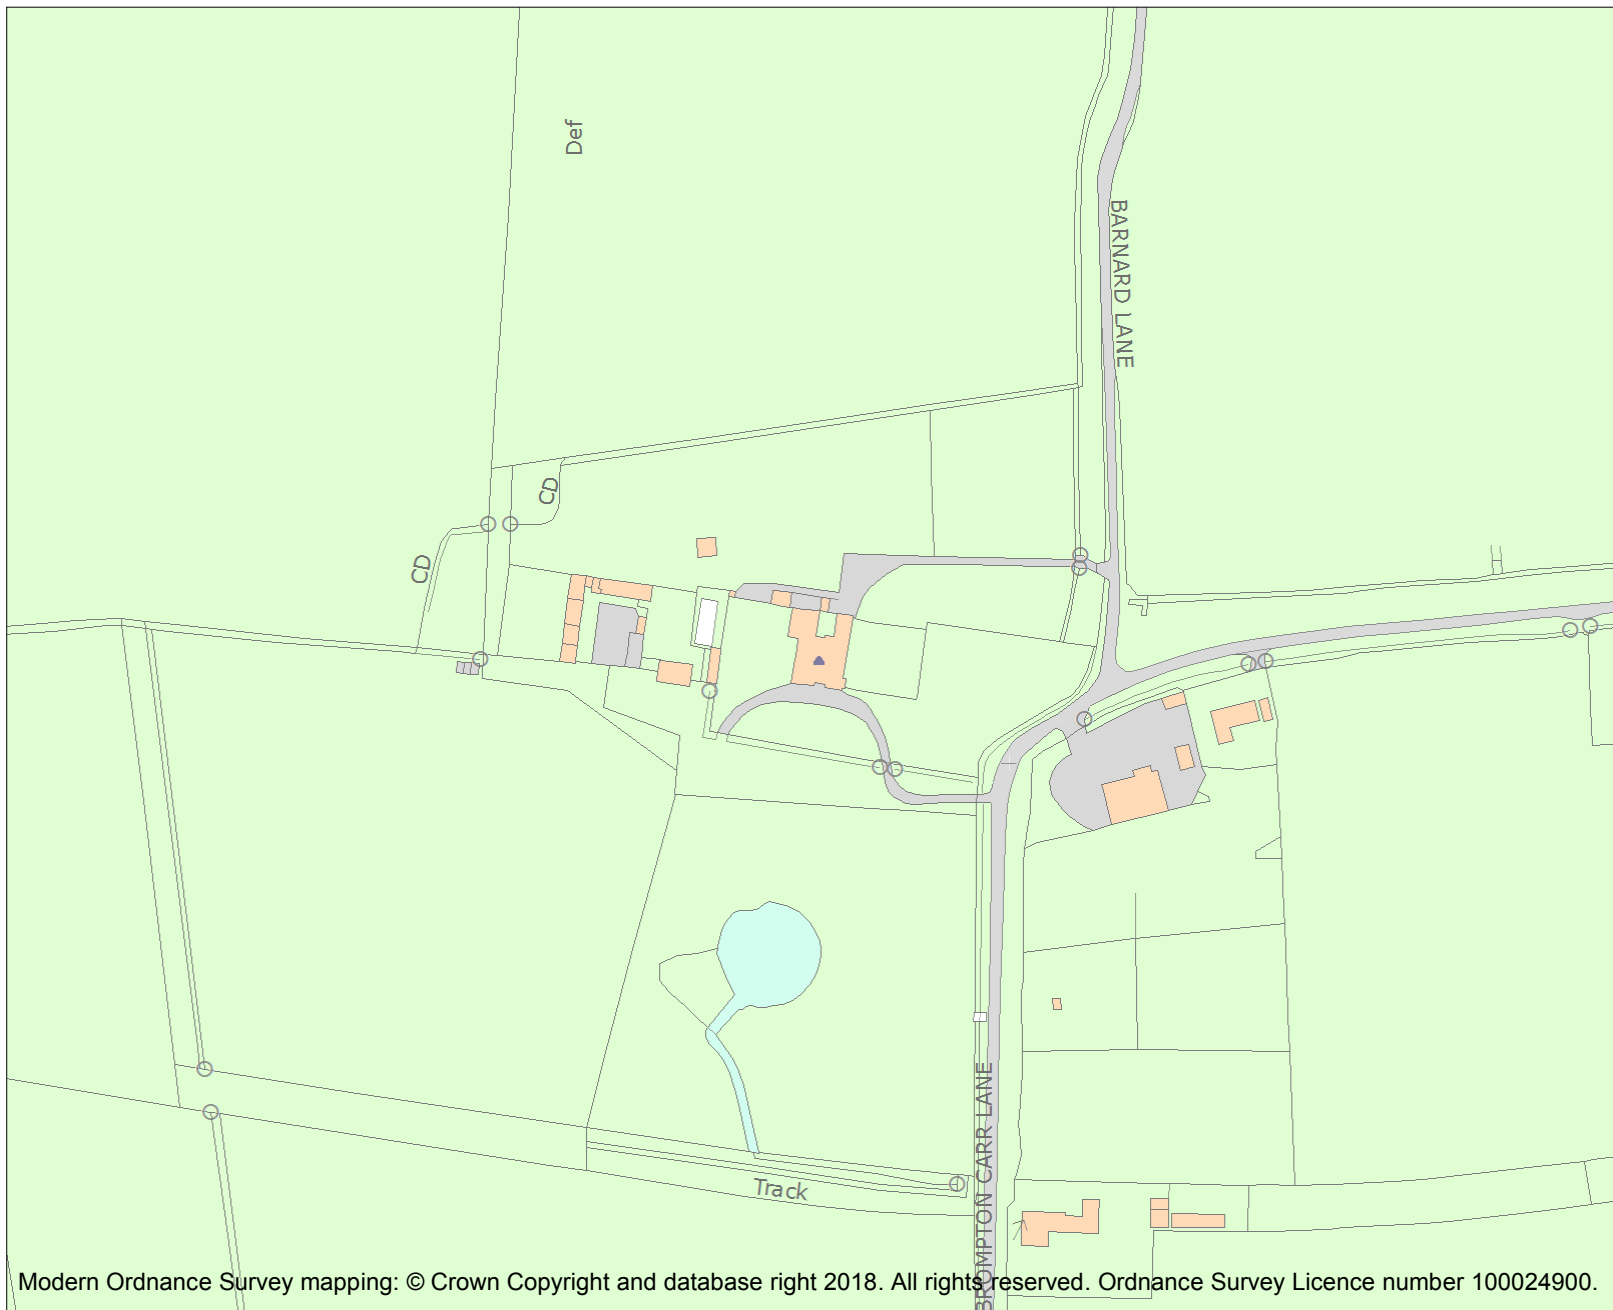 Def
BARNARD LANE
CD
CD
BROMPTON CARR LANE
Track
Modern Ordnance Survey mapping: © Crown Copyright and database right 2018. All rights reserved. Ordnance Survey Licence number 100024900.